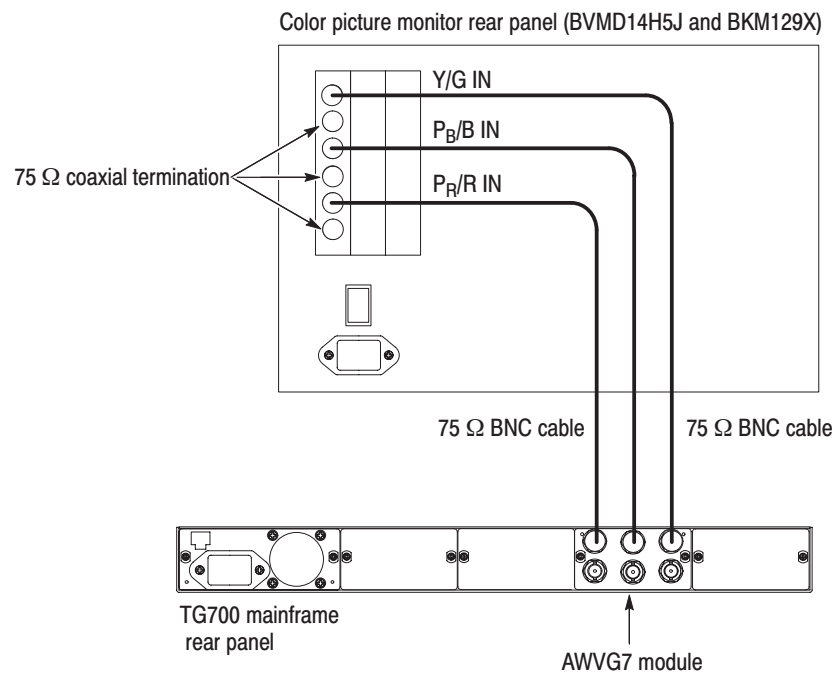 Color picture monitor rear panel (BVMD14H5J and BKM129X)
Y/G IN
PB/B IN
75 Ω coaxial termination
PR/R IN
75 Ω BNC cable
75 Ω BNC cable
TG700 mainframe
rear panel
AWVG7 module